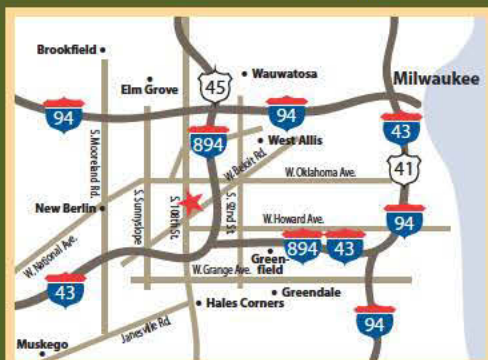 Brookfield
45
Wauwatosa
Milwaukee
Elm Grove
94
94
43
894
West Allis
S. Mooreland Rd.
S. Sunnyslope
S. 108th St.
W. Beloit Rd.
S. 92nd St.
W. Oklahoma Ave.
41
New Berlin
W. Howard Ave.
94
W. National Ave.
894
43
Green-
field
W. Grange Ave.
43
Greendale
Hales Corners
94
Janesville Rd.
Muskego